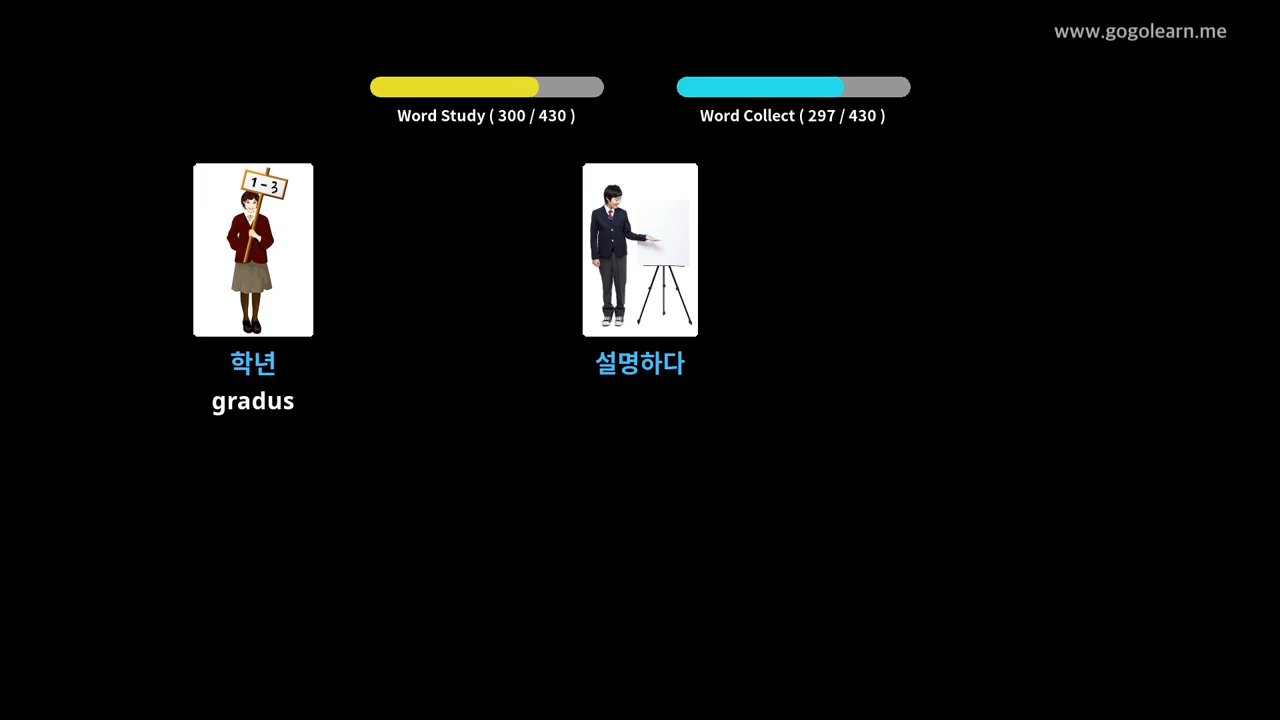 www.gogolearn.me
Word Study ( 300 / 430 )
Word Collect ( 297 / 430 )
1-3
학년
설명하다
gradus